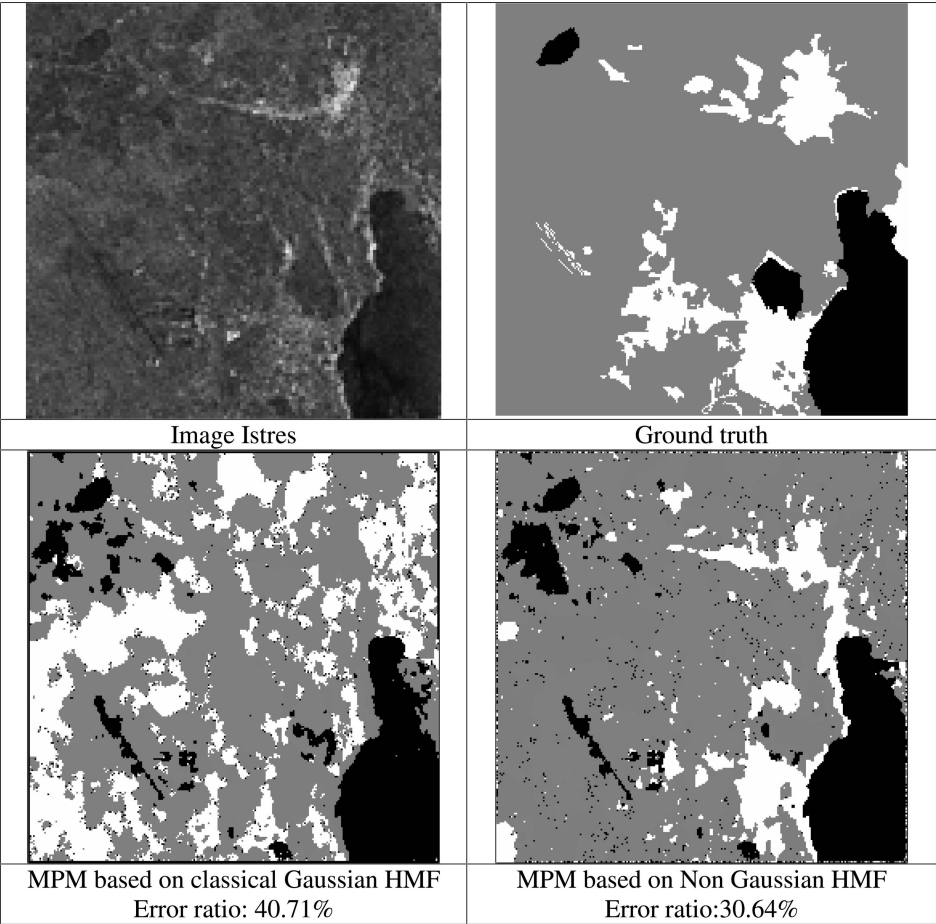 Image Istres
Ground truth
MPM based on classical Gaussian HMF
Error ratio: 40.71%
MPM based on Non Gaussian HMF
Error ratio:30.64%